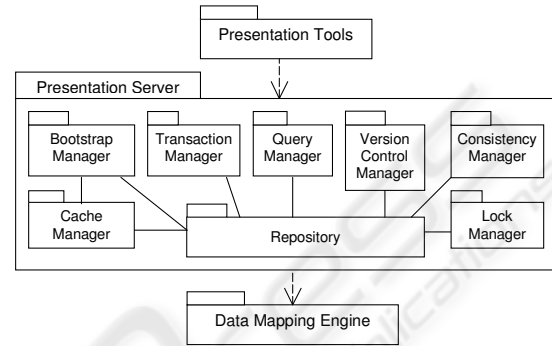 Presentation Tools
Presentation Server
Bootstrap
Manager
Transaction
Manager
Query
Manager
Version
Control
Manager
Consistency
Manager
Cache
Manager
Repository
Lock
Manager
Data Mapping Engine